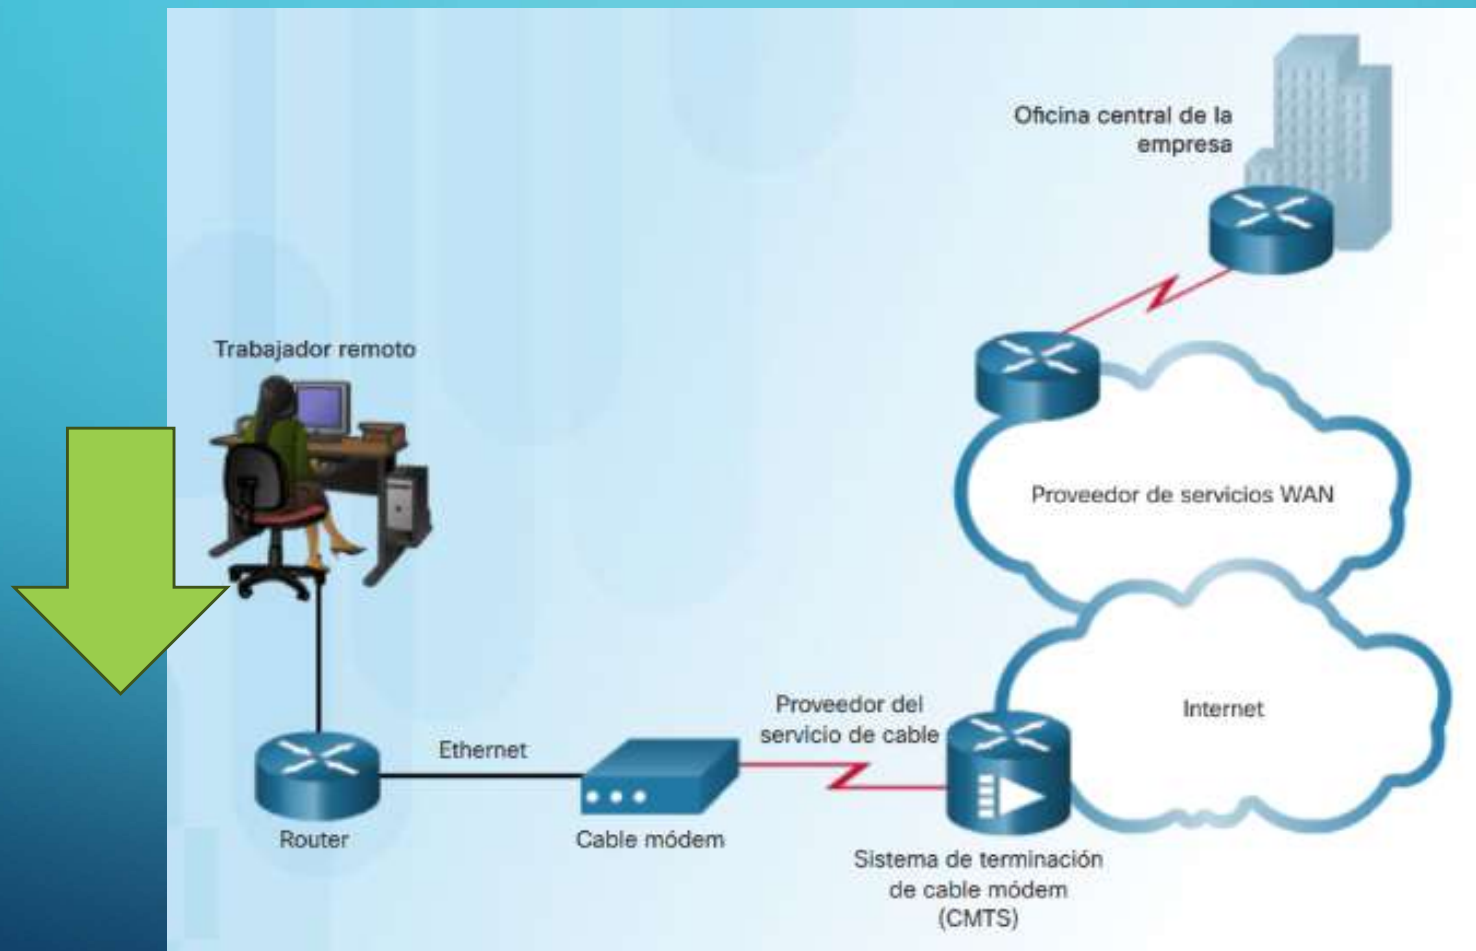 Oficina central de la
empresa
Trabajador remoto
Proveedor de servicios WAN
Proveedor del
servicio de cable
Internet
Ethernet
Router
Cable módem
Sistema de terminación
de cable módem
(CMTS)